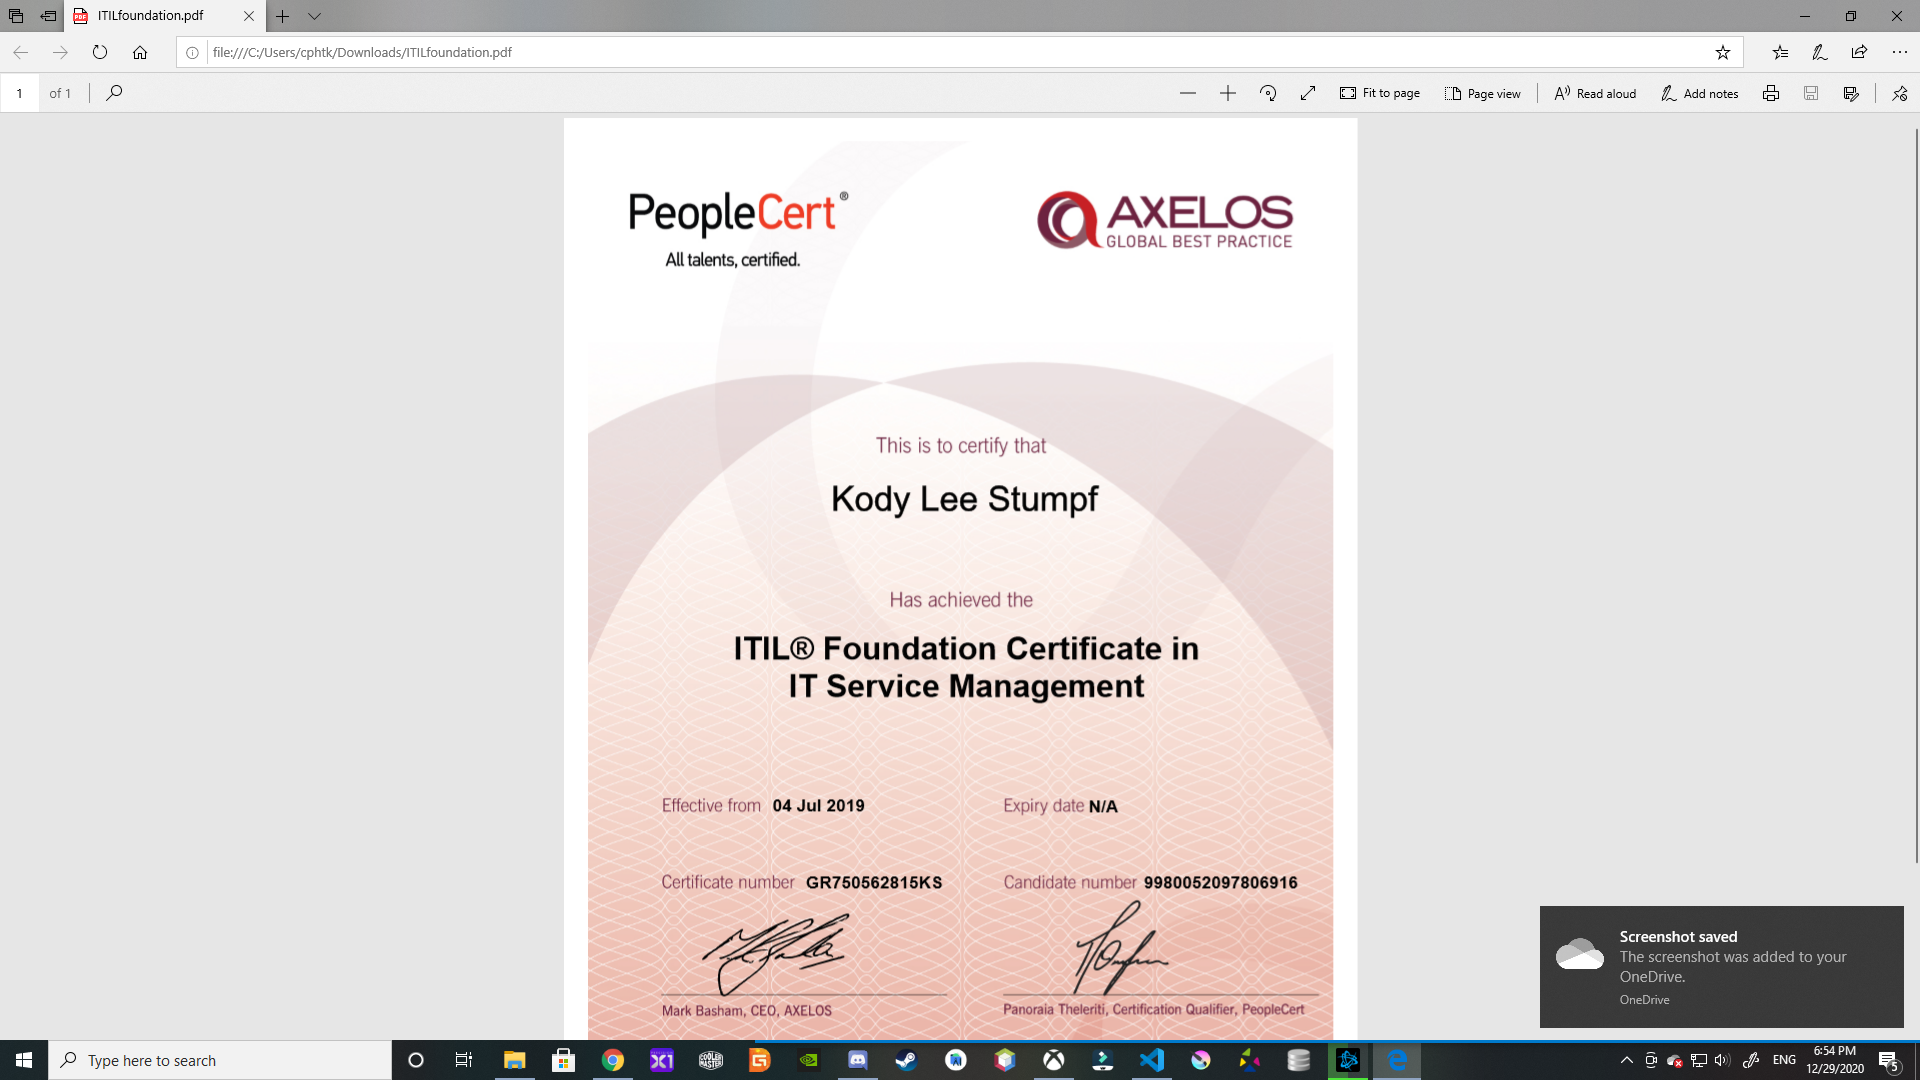 ITILfoundation.pdf
file:///C:/Users/cphtk/Downloads/ITILfoundation.pdf
1 of 1
Fit to page
Page view
Read aloud
Add notes
PeopleCert®
All talents, certified.
AXELOS
GLOBAL BEST PRACTICE
This is to certify that
Kody Lee Stumpf
Has achieved the
ITIL® Foundation Certificate in
IT Service Management
Effective from 04 Jul 2019
Expiry date N/A
Certificate number GR750562815KS
Candidate number 9980052097806916
Mark Basham, CEO, AXELOS
Panoraia Theleriti, Certification Qualifier, PeopleCert
Screenshot saved
The screenshot was added to your
OneDrive.
OneDrive
Type here to search
ENG
6:54 PM
12/29/2020
5